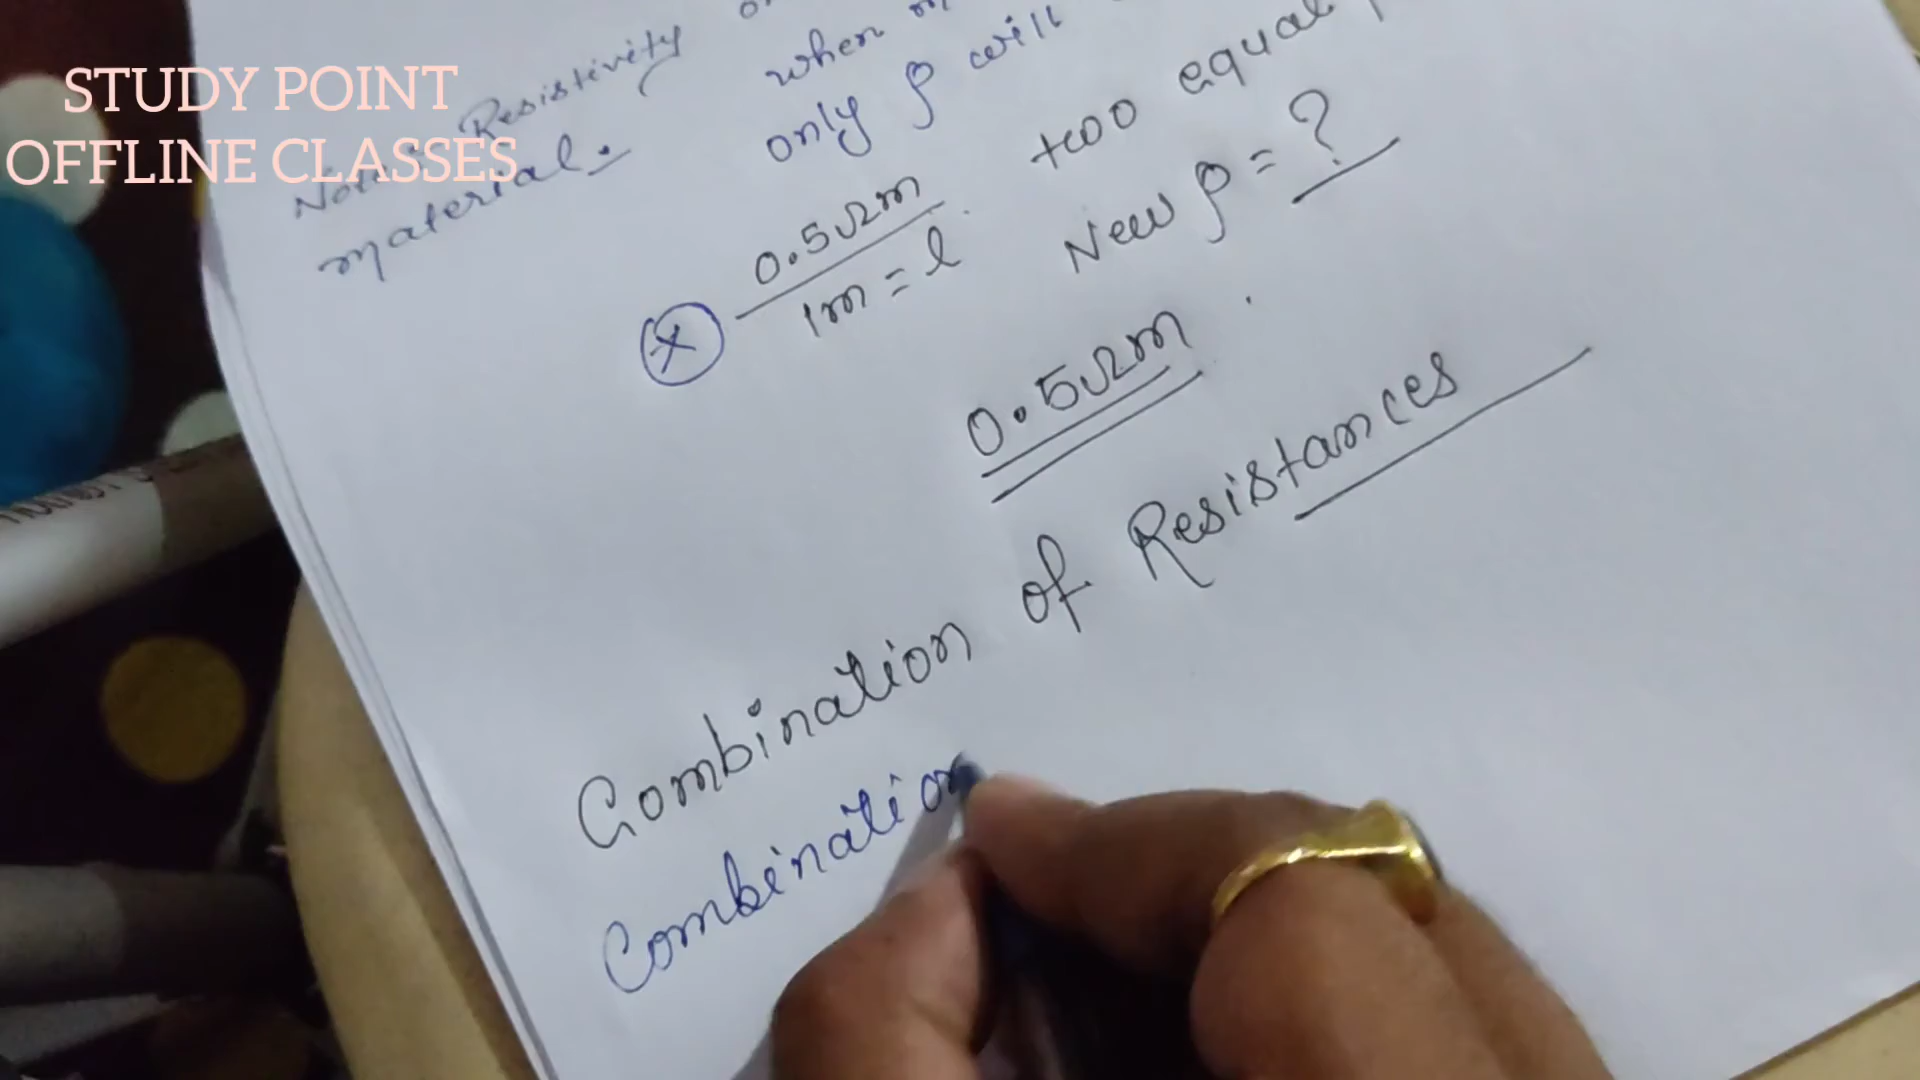 STUDY POINT
OFFLINE CLASSES
Resistivity
material.
when
only ρ will
0.5Ωm
1m = l
too equal
New ρ = ?
0.5Ωm
Combination of Resistances
Combination